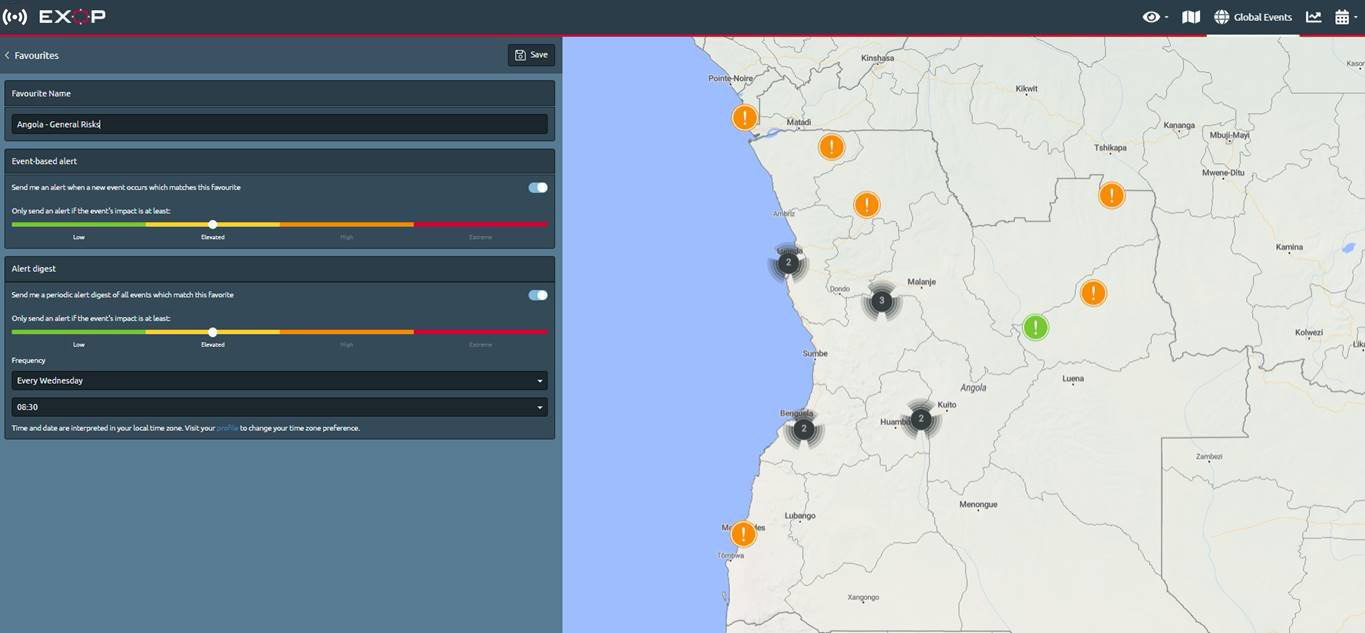 EXOP
Global Events
Favourites
Save
Favourite Name
Angola - General Risks
Event-based alert
Send me an alert when a new event occurs which matches this favourite
Only send an alert if the event's impact is at least:
Low
Elevated
High
Extreme
Alert digest
Send me a periodic alert digest of all events which match this favorite
Only send an alert if the event's impact is at least:
Low
Elevated
High
Extreme
Frequency
Every Wednesday
08:30
Time and date are interpreted in your local time zone. Visit your profile to change your time zone preference.
Kinshasa
Pointe-Noire
Kikwit
Matadi
Kananga
Mbuji-Mayi
Tshikapa
Mwene-Ditu
Ambriz
Kamina
2
Malanje
Dondo
3
Kolwezi
Sumbe
Luena
Angola
Kuito
Benguela
Huambo
2
2
Zambezi
Menongue
Lubango
Tômbwa
Xangongo